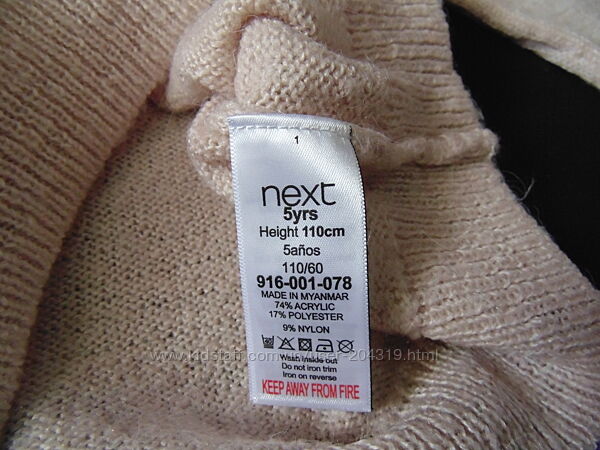 1
next
5yrs
Height 110cm
5años
110/60
916-001-078
MADE IN MYANMAR
74% ACRYLIC
17% POLYESTER
9% NYLON
Wash inside out
Do not iron trim
Iron on reverse
KEEP AWAY FROM FIRE